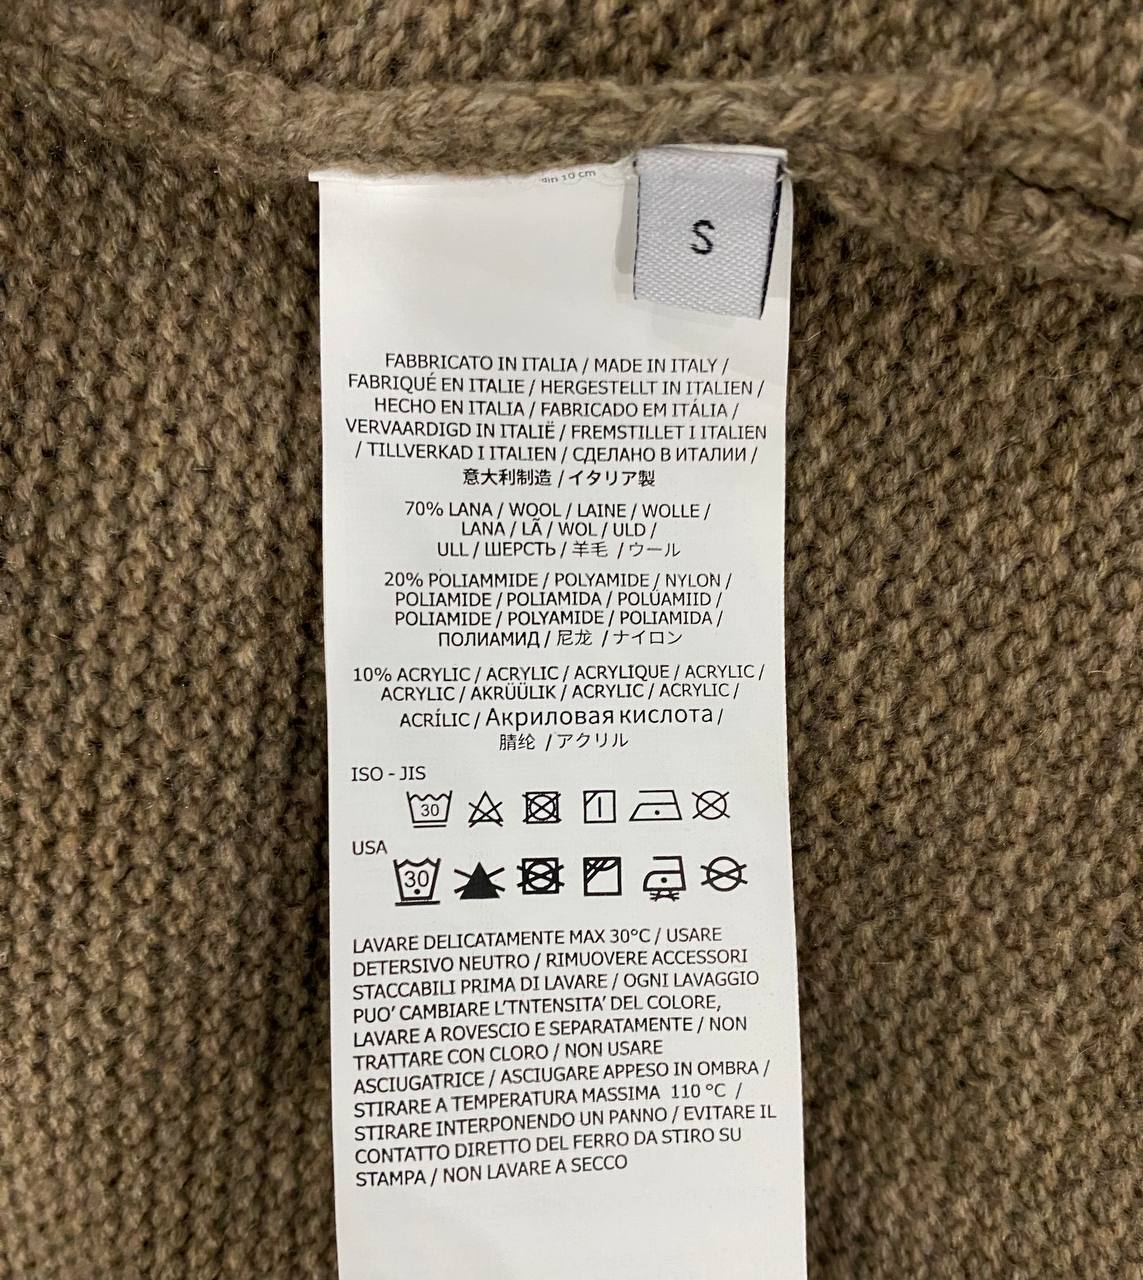 min 10 cm
S
FABBRICATO IN ITALIA / MADE IN ITALY /
FABRIQUÉ EN ITALIE / HERGESTELLT IN ITALIEN /
HECHO EN ITALIA / FABRICADO EM ITÁLIA /
VERVAARDIGD IN ITALIË / FREMSTILLET I ITALIEN
/ TILLVERKAD I ITALIEN / СДЕЛАНО В ИТАЛИИ /
意大利制造 / イタリア製
70% LANA / WOOL / LAINE / WOLLE /
LANA / LÃ / WOL / ULD /
ULL / ШЕРСТЬ / 羊毛 / ウール
20% POLIAMMIDE / POLYAMIDE / NYLON /
POLIAMIDE / POLIAMIDA / POLÜAMIID /
POLIAMIDE / POLYAMIDE / POLIAMIDA /
ПОЛИАМИД / 尼龙 / ナイロン
10% ACRYLIC / ACRYLIC / ACRYLIQUE / ACRYLIC /
ACRYLIC / AKRÜÜLIK / ACRYLIC / ACRYLIC /
ACRÍLIC / Акриловая кислота /
腈纶 / アクリル
ISO - JIS
30
USA
30
LAVARE DELICATAMENTE MAX 30°C / USARE
DETERSIVO NEUTRO / RIMUOVERE ACCESSORI
STACCABILI PRIMA DI LAVARE / OGNI LAVAGGIO
PUO' CAMBIARE L'TNTENSITA' DEL COLORE,
LAVARE A ROVESCIO E SEPARATAMENTE / NON
TRATTARE CON CLORO / NON USARE
ASCIUGATRICE / ASCIUGARE APPESO IN OMBRA /
STIRARE A TEMPERATURA MASSIMA 110 °C /
STIRARE INTERPONENDO UN PANNO / EVITARE IL
CONTATTO DIRETTO DEL FERRO DA STIRO SU
STAMPA / NON LAVARE A SECCO